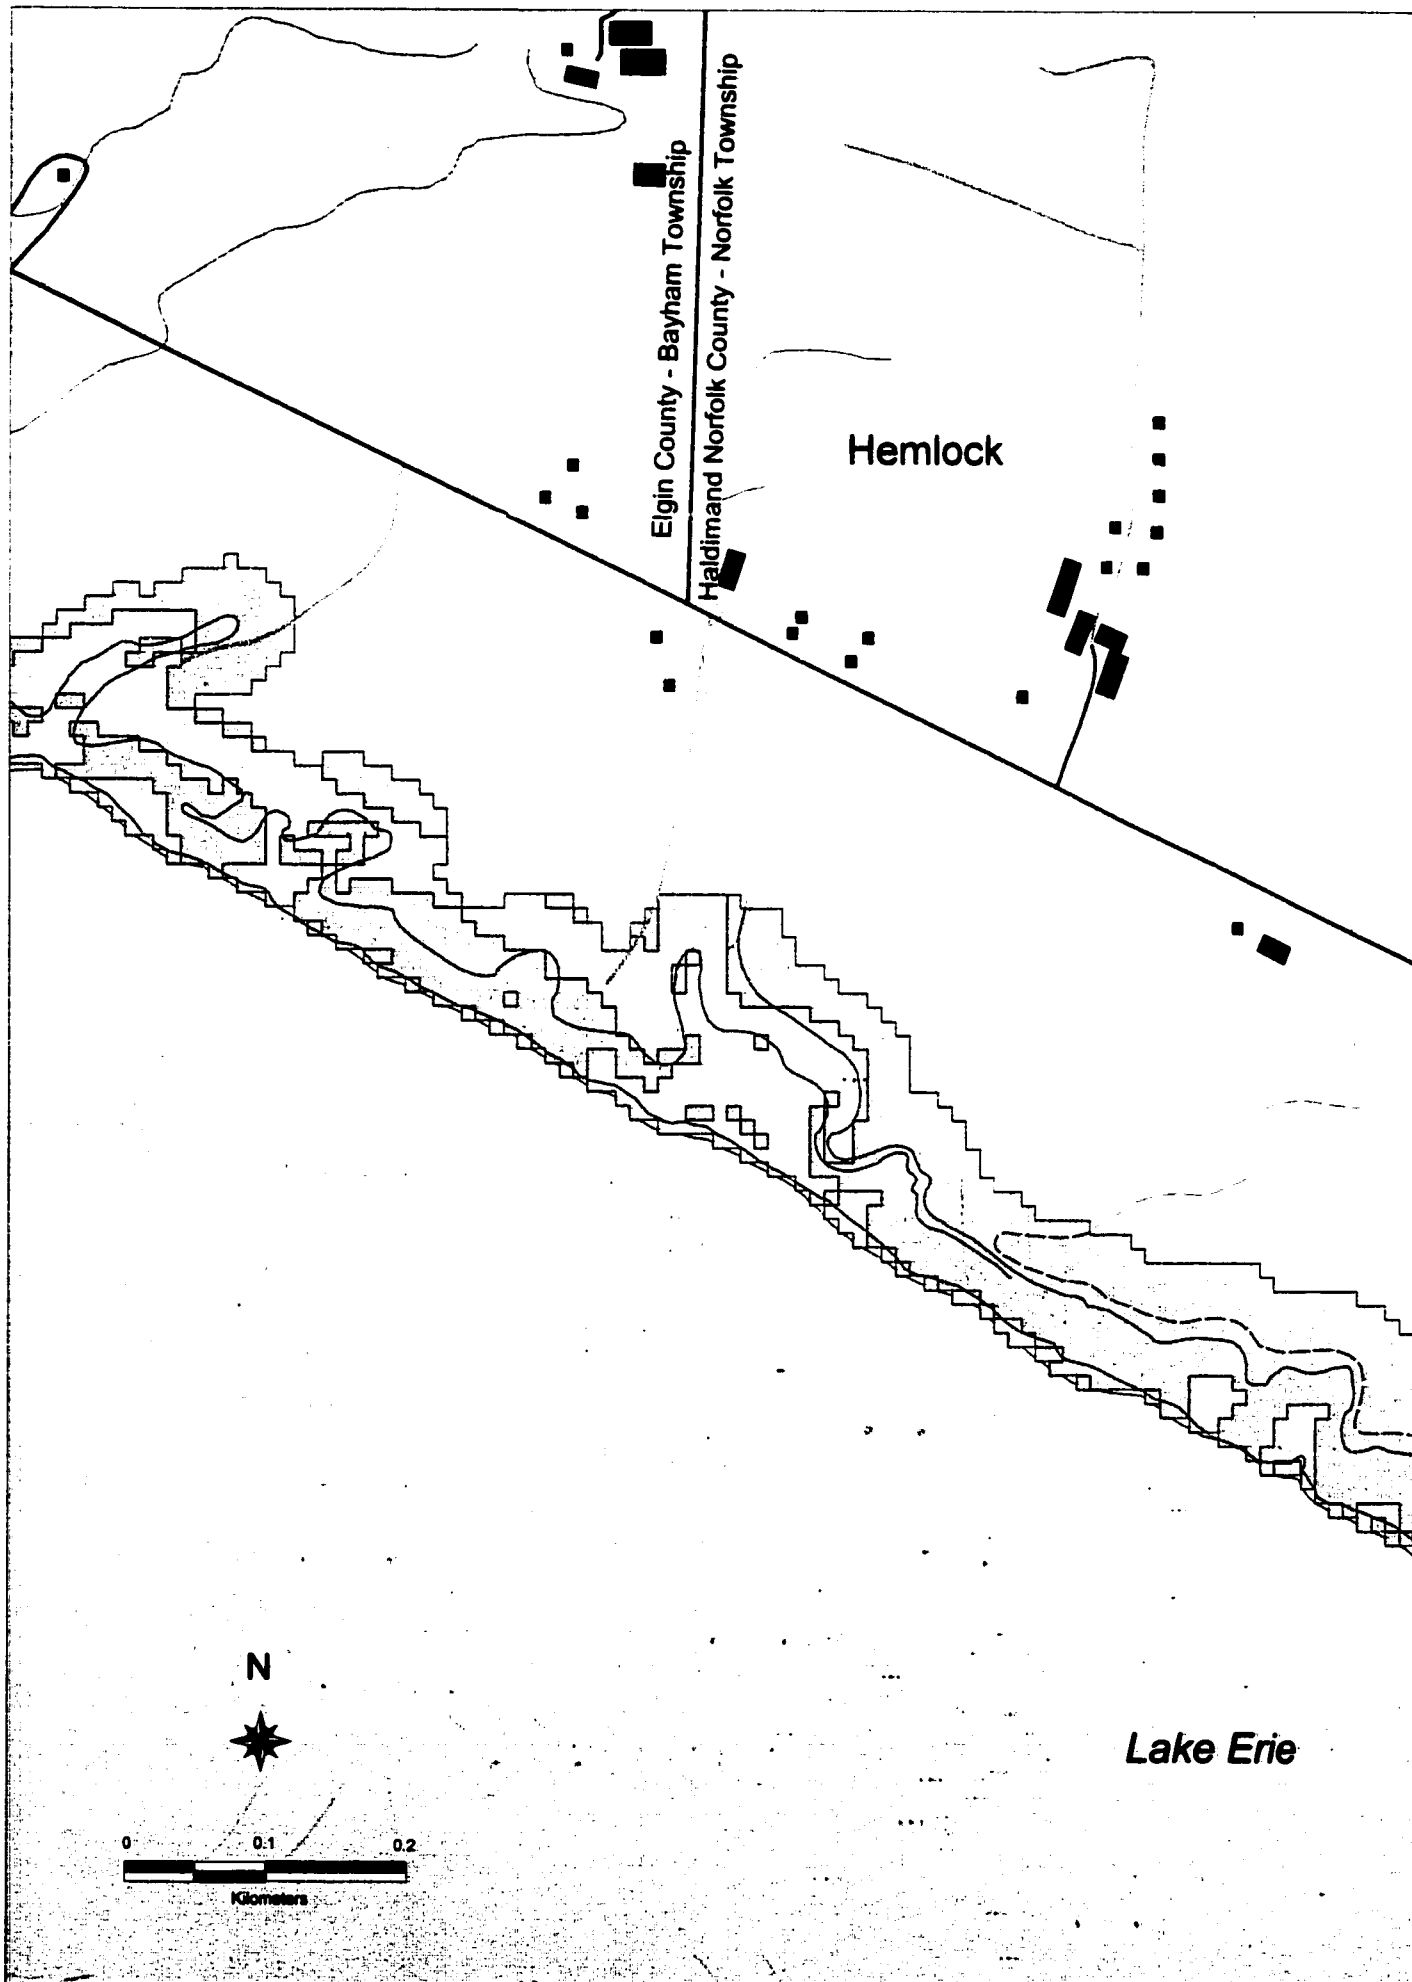 Elgin County - Bayham Township
Haldimand Norfolk County - Norfolk Township
Hemlock
N
Lake Erie
0 0.1 0.2
Kilometers